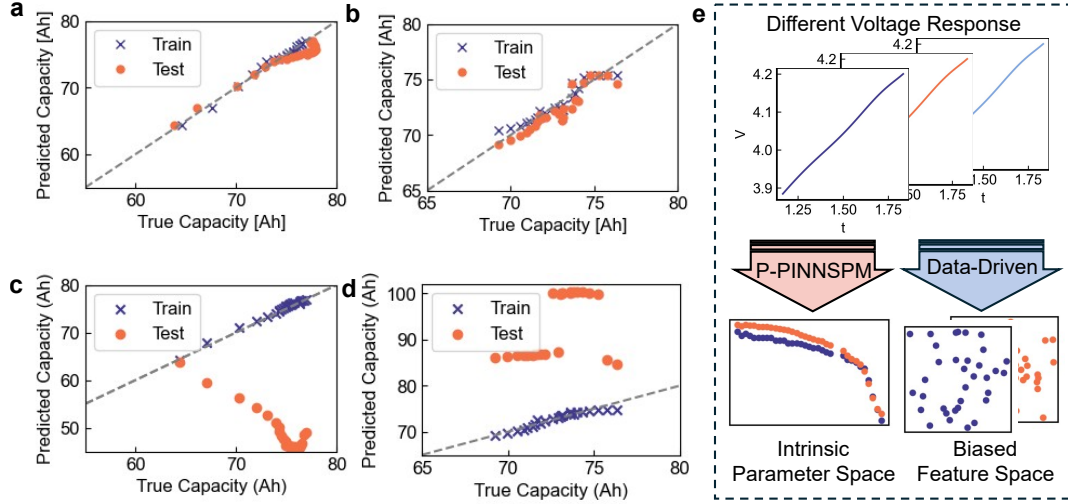 a
80
70
60
Predicted Capacity [Ah]
Train
Test
60
70
80
True Capacity [Ah]
b
80
75
70
65
Predicted Capacity [Ah]
Train
Test
65
70
75
80
True Capacity [Ah]
c
80
70
60
50
Predicted Capacity (Ah)
Train
Test
60
70
80
True Capacity (Ah)
d
100
90
80
70
Predicted Capacity (Ah)
Train
Test
65
70
75
80
True Capacity (Ah)
e
Different Voltage Response
4.2
4.2
4.2
4.1
4.0
3.9
V
1.25
1.50
1.75
t
1.75
t
1.50
1.75
t
P-PINNSPM
Data-Driven
Intrinsic
Parameter Space
Biased
Feature Space